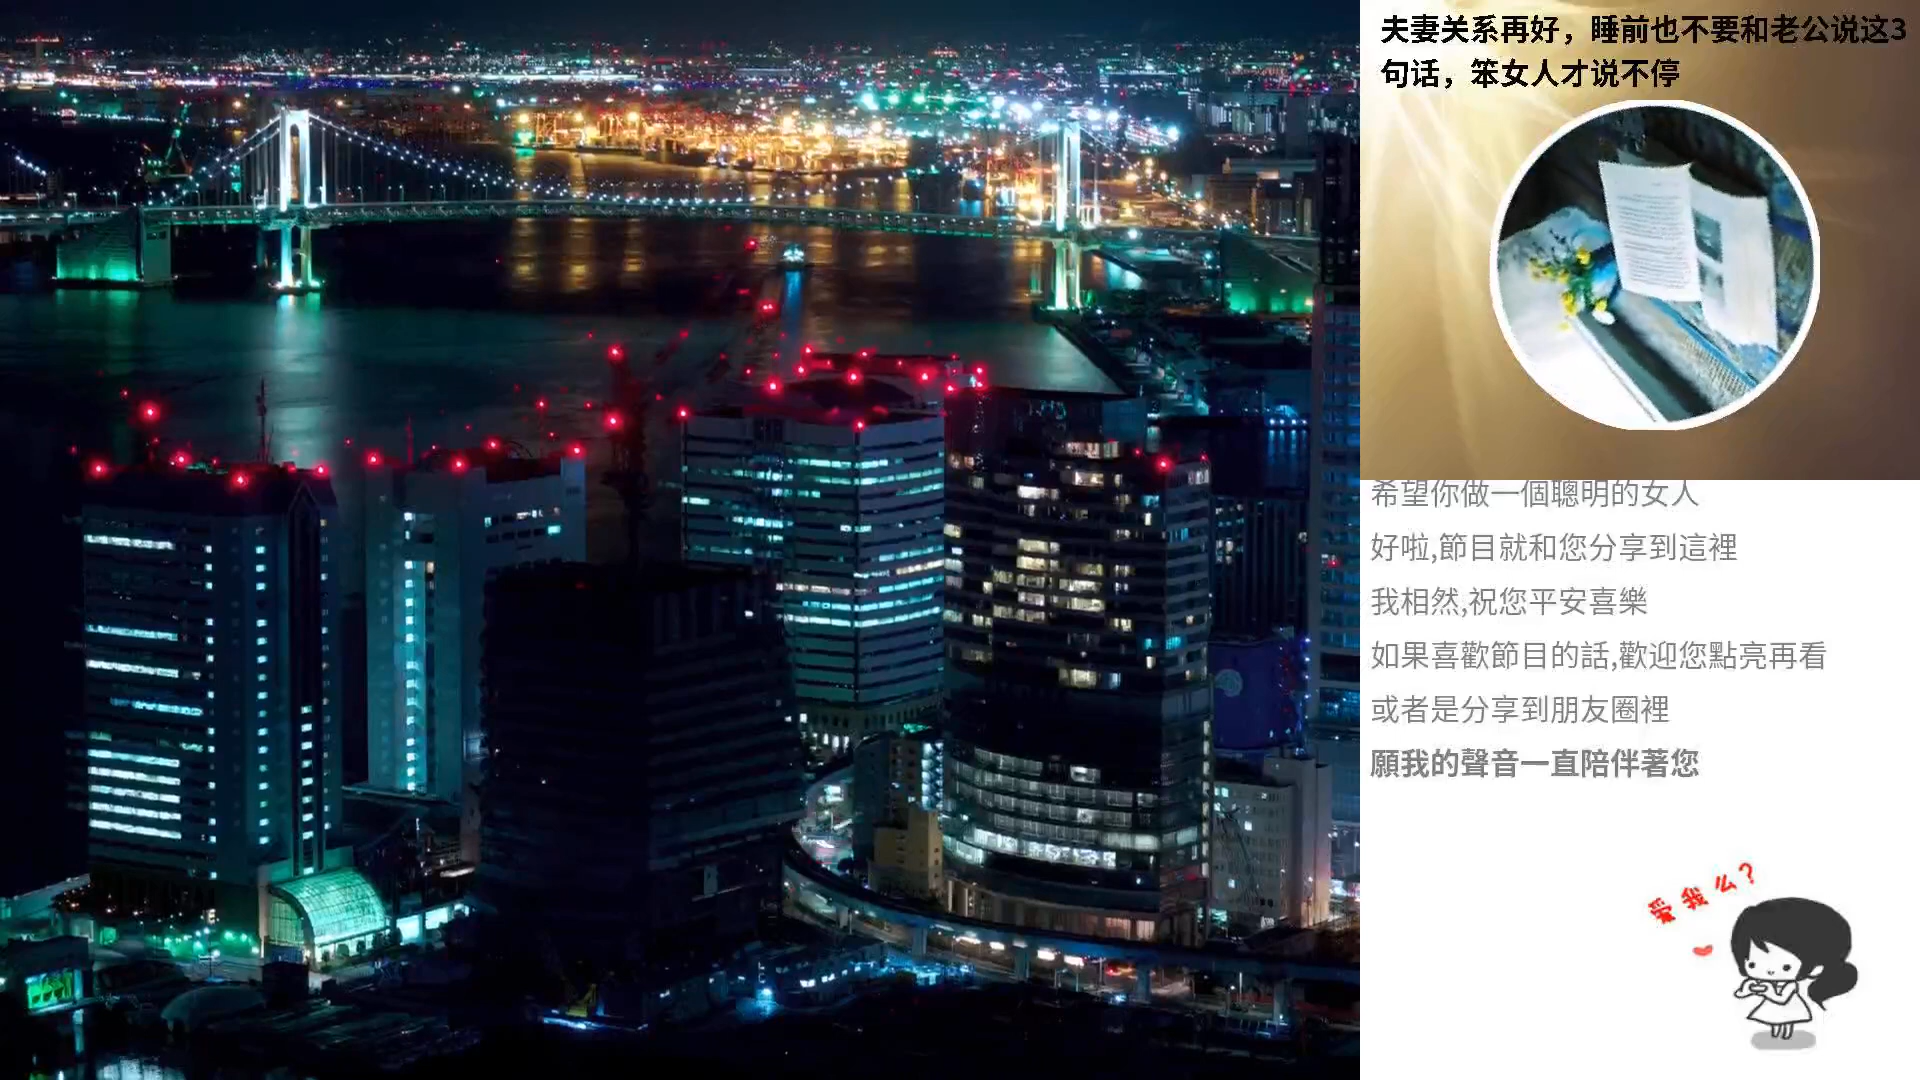 夫妻关系再好，睡前也不要和老公说这3
句话，笨女人才说不停
希望你做一個聰明的女人
好啦,節目就和您分享到這裡
我相然,祝您平安喜樂
如果喜歡節目的話,歡迎您點亮再看
或者是分享到朋友圈裡
願我的聲音一直陪伴著您
爱我么?